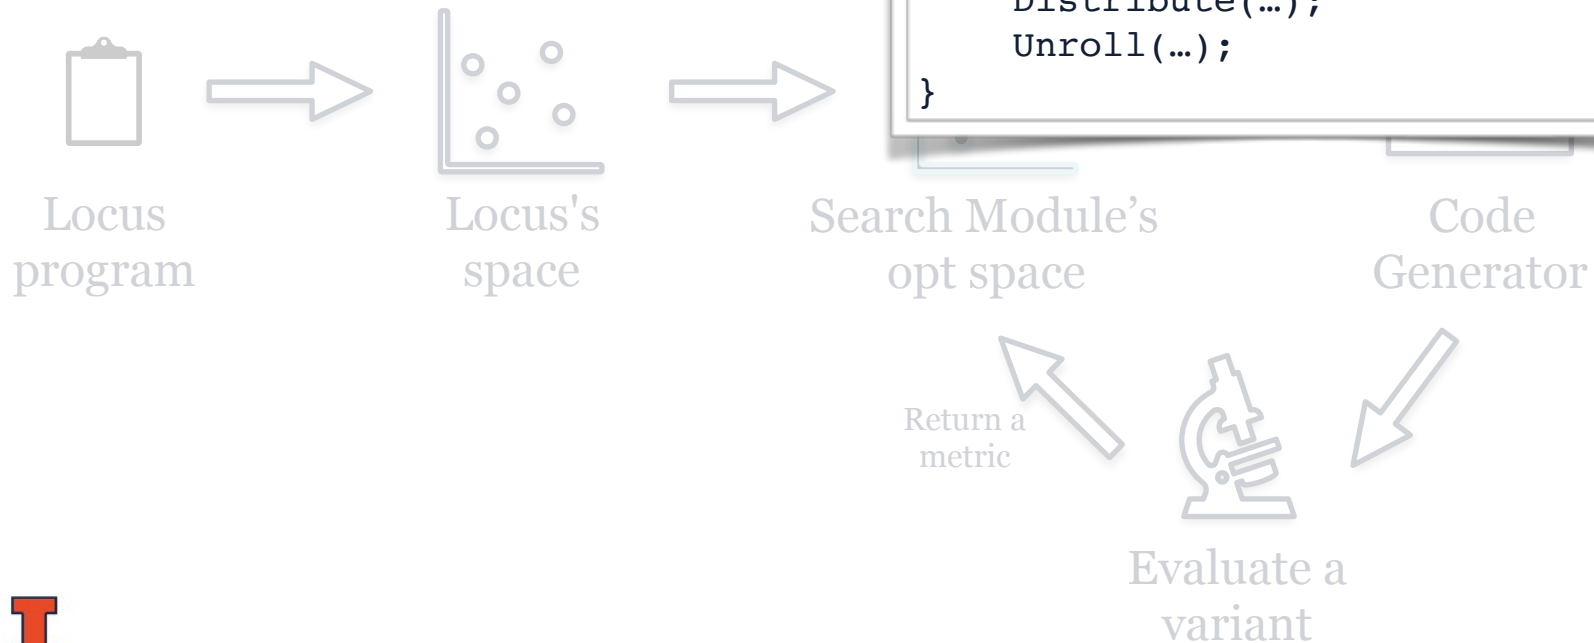 Distribute(…);
Unroll(…);
}
Locus
program
Locus's
space
Search Module’s
opt space
Code
Generator
Return a
metric
Evaluate a
variant